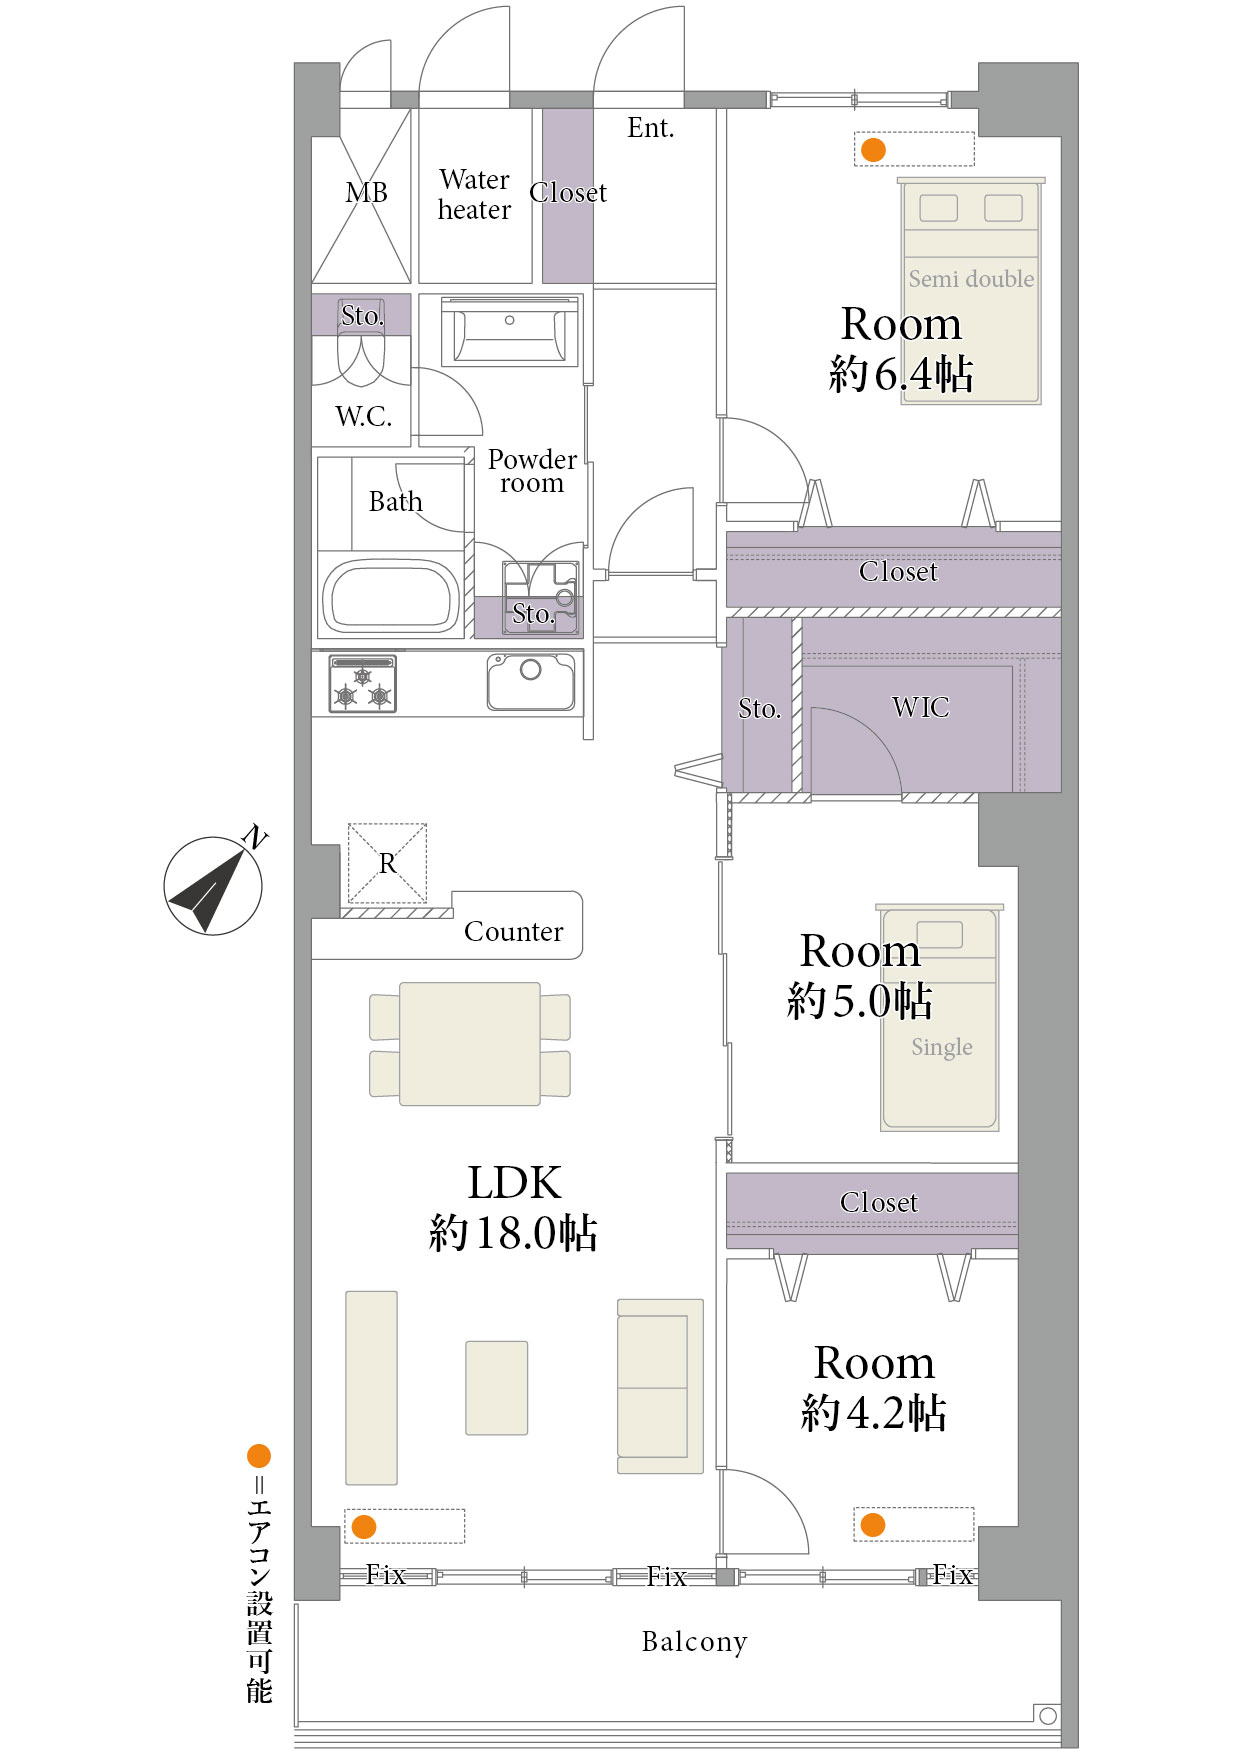 Ent.
MB
Water
heater
Closet
Semi double
Room
約6.4帖
Sto.
W.C.
Powder
room
Bath
Closet
Sto.
Sto.
WIC
N
R
Counter
Room
約5.0帖
Single
LDK
約18.0帖
Closet
Room
約4.2帖
●=エアコン設置可能
Fix
Fix
Fix
Balcony